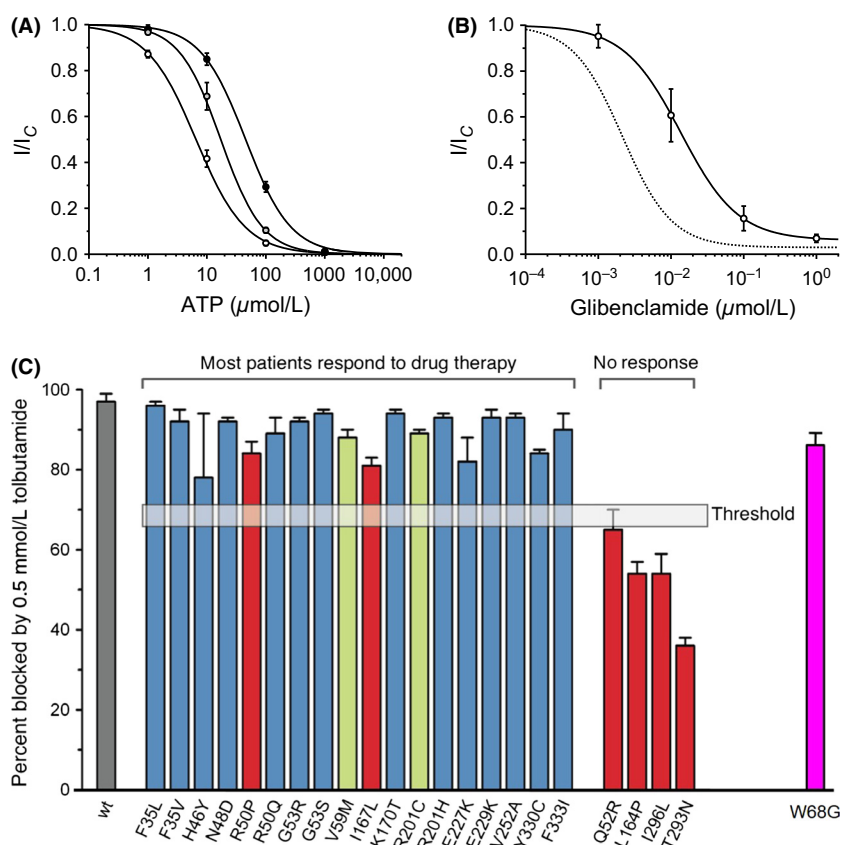 (A)
1.0
0.8
0.6
0.4
0.2
0.0
I/I_C
0.1 1 10 100 1000 10,000
ATP (µmol/L)
(B)
1.0
0.8
0.6
0.4
0.2
0.0
I/I_C
10⁻⁴ 10⁻³ 10⁻² 10⁻¹ 10⁰
Glibenclamide (µmol/L)
(C)
Most patients respond to drug therapy
No response
100
80
60
40
20
0
Percent blocked by 0.5 mmol/L tolbutamide
Threshold
wt
F35L
F35V
H46Y
N48D
R50P
R50Q
G53R
G53S
V59M
I167L
K170T
R201C
R201H
E227K
E229K
V252A
Y330C
F333I
Q52R
L164P
I296L
T293N
W68G